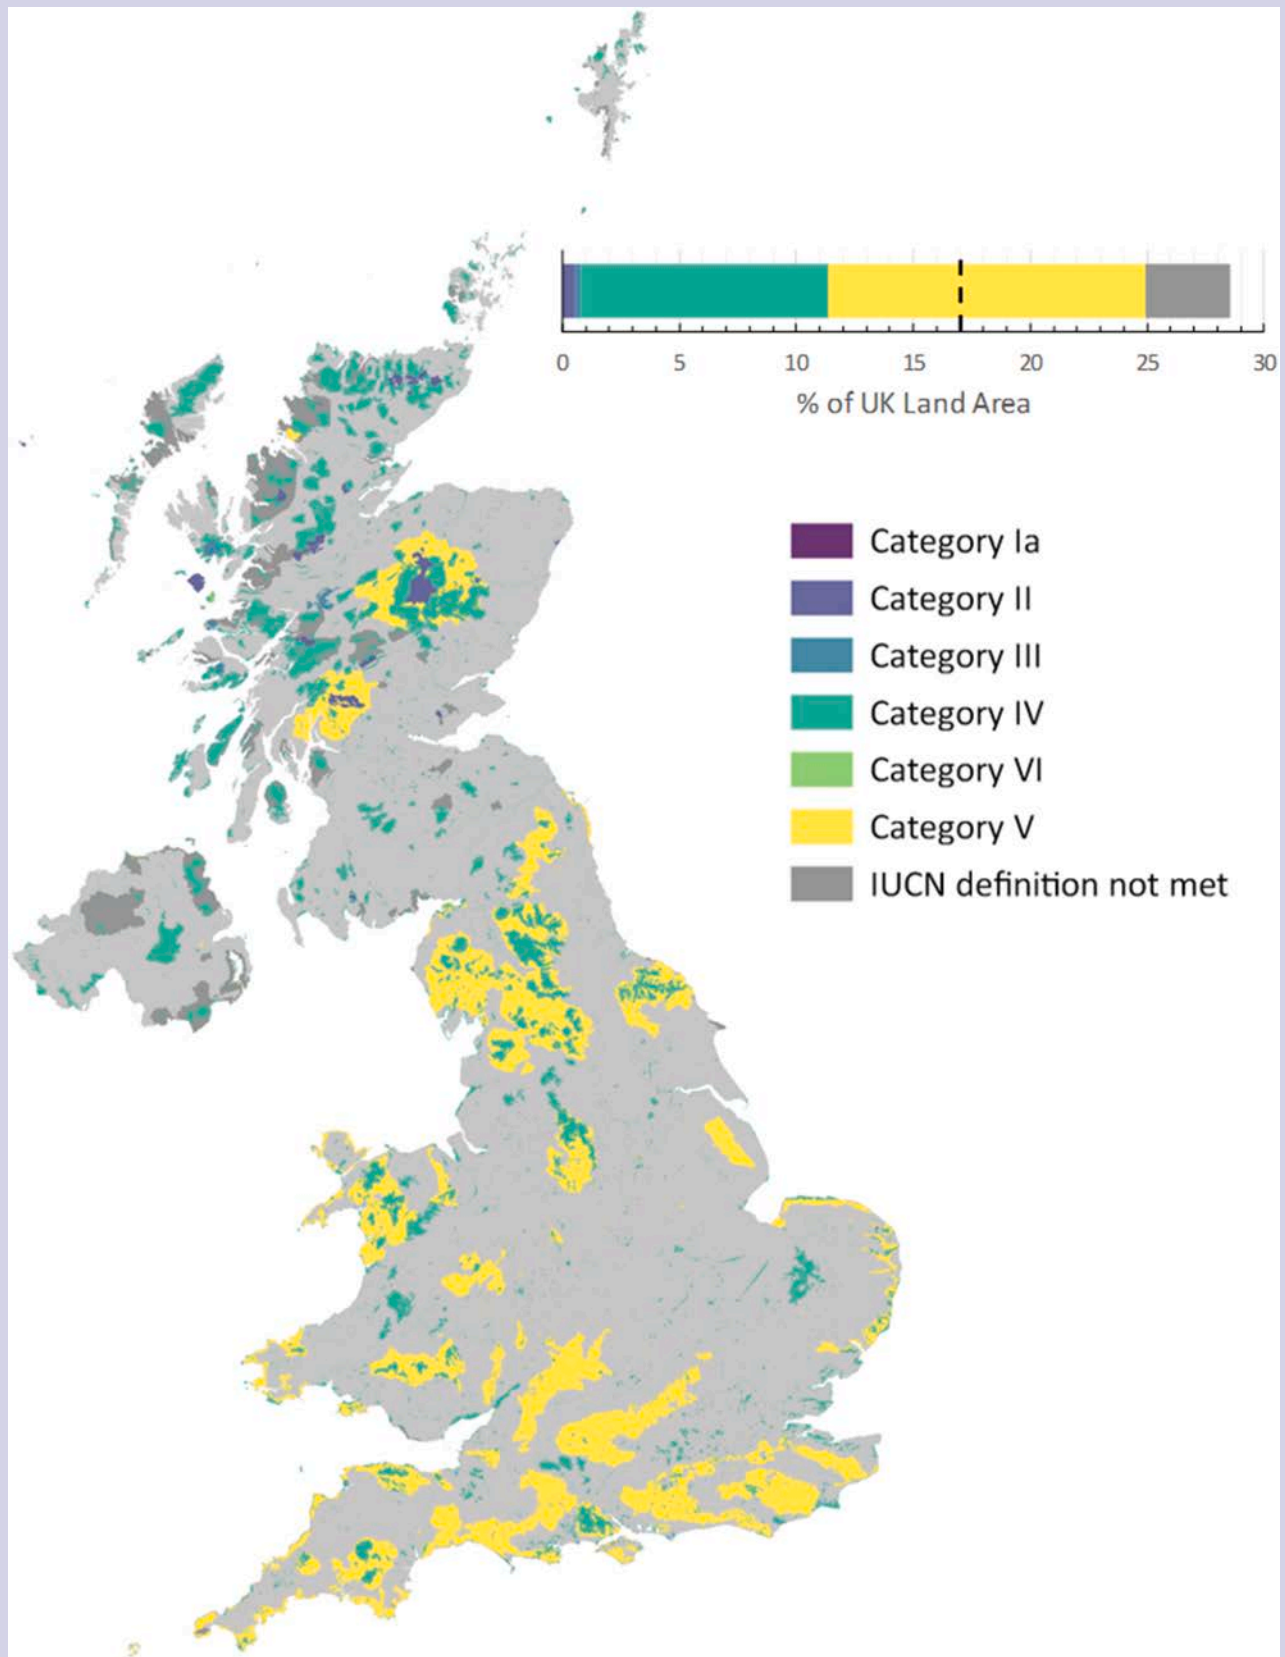 0 5 10 15 20 25 30
% of UK Land Area
Category Ia
Category II
Category III
Category IV
Category VI
Category V
IUCN definition not met